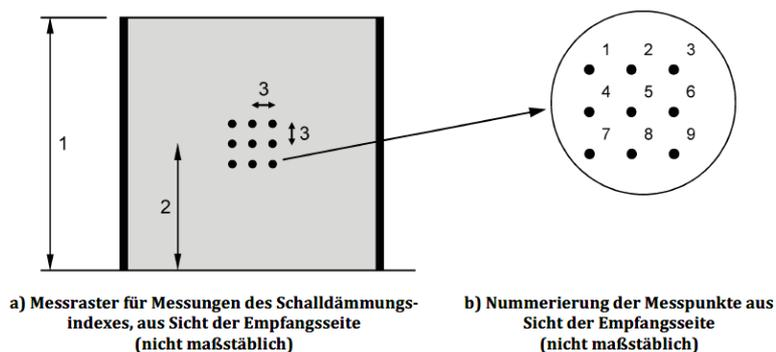 1 2 3
4 5 6
7 8 9
3
3
1
2
a) Messraster für Messungen des Schalldämmungs-
indexes, aus Sicht der Empfangsseite
(nicht maßstäblich)
b) Nummerierung der Messpunkte aus
Sicht der Empfangsseite
(nicht maßstäblich)